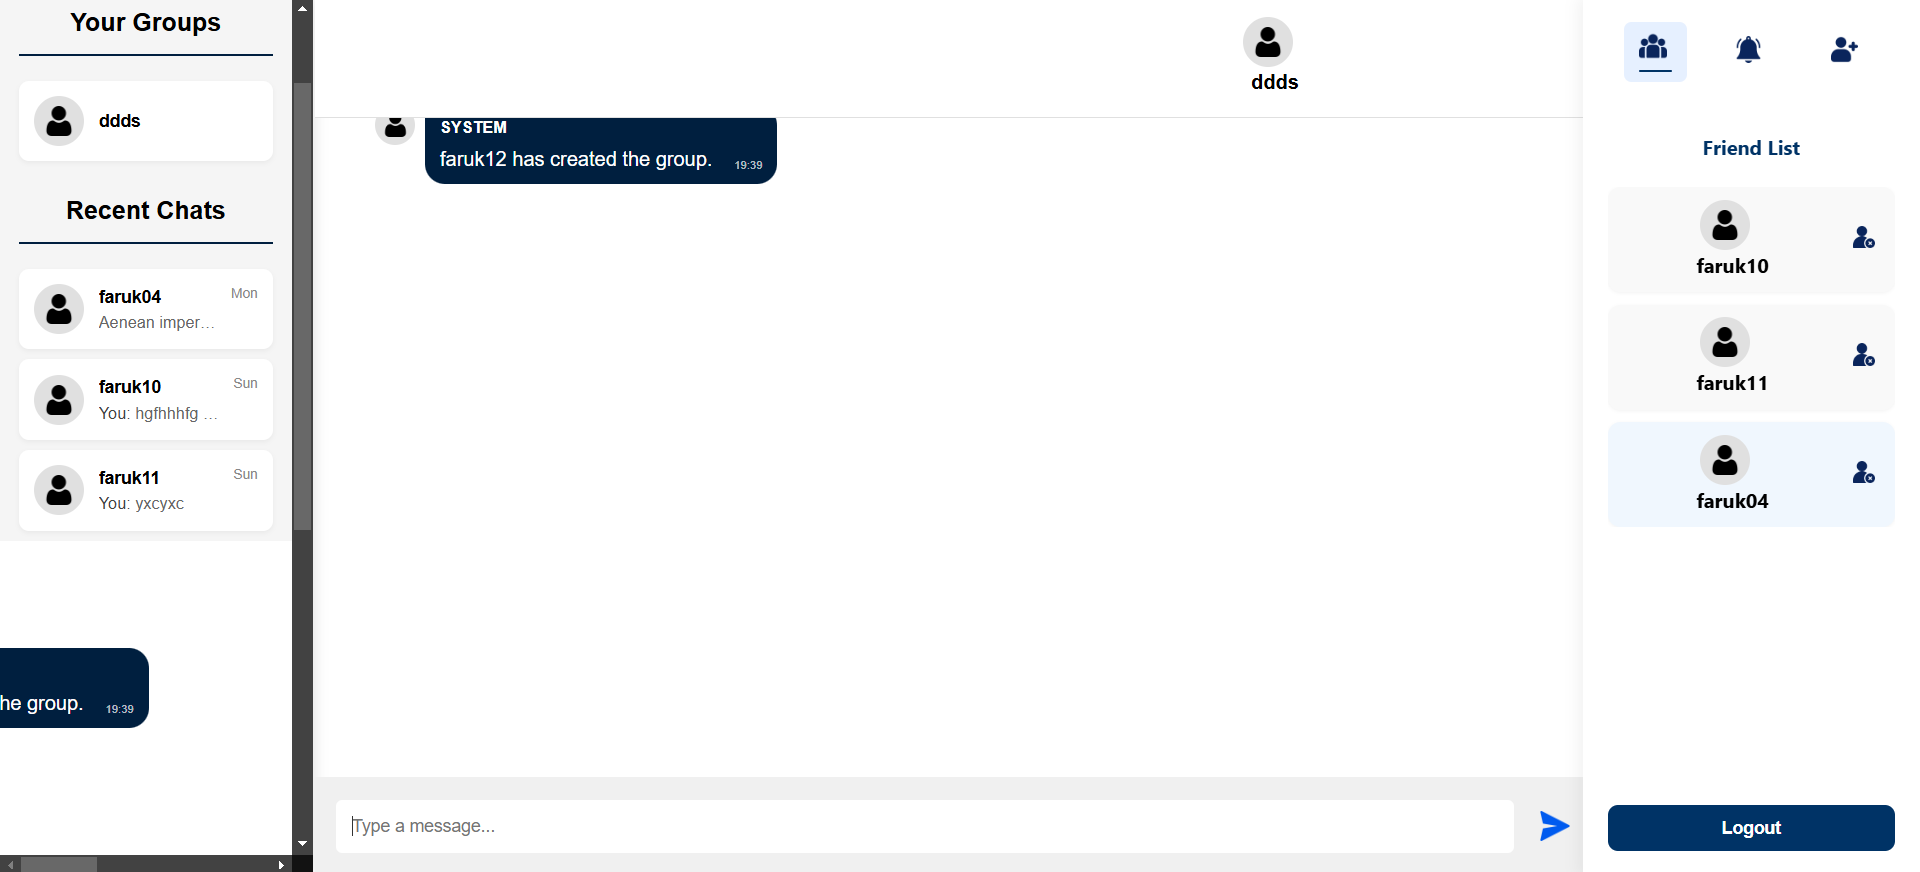 Your Groups
ddds
Recent Chats
faruk04
Mon
Aenean imper...
faruk10
Sun
You: hgfhhhfg ...
faruk11
Sun
You: yxcyxc
he group.
19:39
ddds
SYSTEM
faruk12 has created the group.
19:39
Type a message...
Friend List
faruk10
faruk11
faruk04
Logout